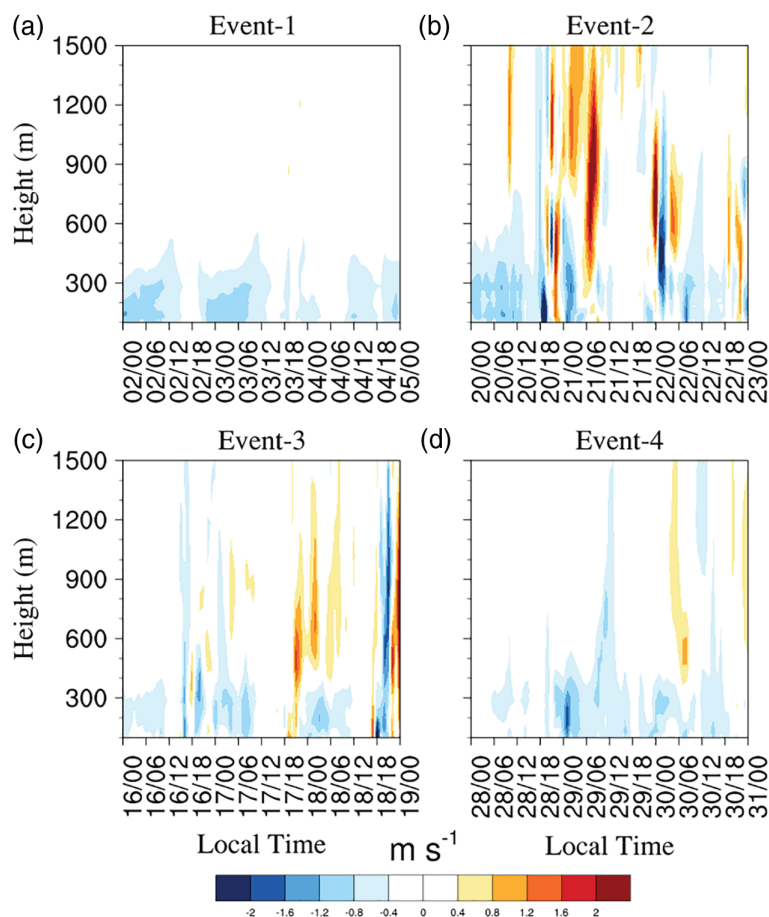 (a) Event-1 (b) Event-2
1500
1200
900
600
300
Height (m)
02/00 02/06 02/12 02/18 03/00 03/06 03/12 03/18 04/00 04/06 04/12 04/18 05/00
20/00 20/06 20/12 20/18 21/00 21/06 21/12 21/18 22/00 22/06 22/12 22/18 23/00
(c) Event-3 (d) Event-4
1500
1200
900
600
300
Height (m)
16/00 16/06 16/12 16/18 17/00 17/06 17/12 17/18 18/00 18/06 18/12 18/18 19/00
28/00 28/06 28/12 28/18 29/00 29/06 29/12 29/18 30/00 30/06 30/12 30/18 31/00
Local Time m s-1 Local Time
-2 -1.6 -1.2 -0.8 -0.4 0 0.4 0.8 1.2 1.6 2